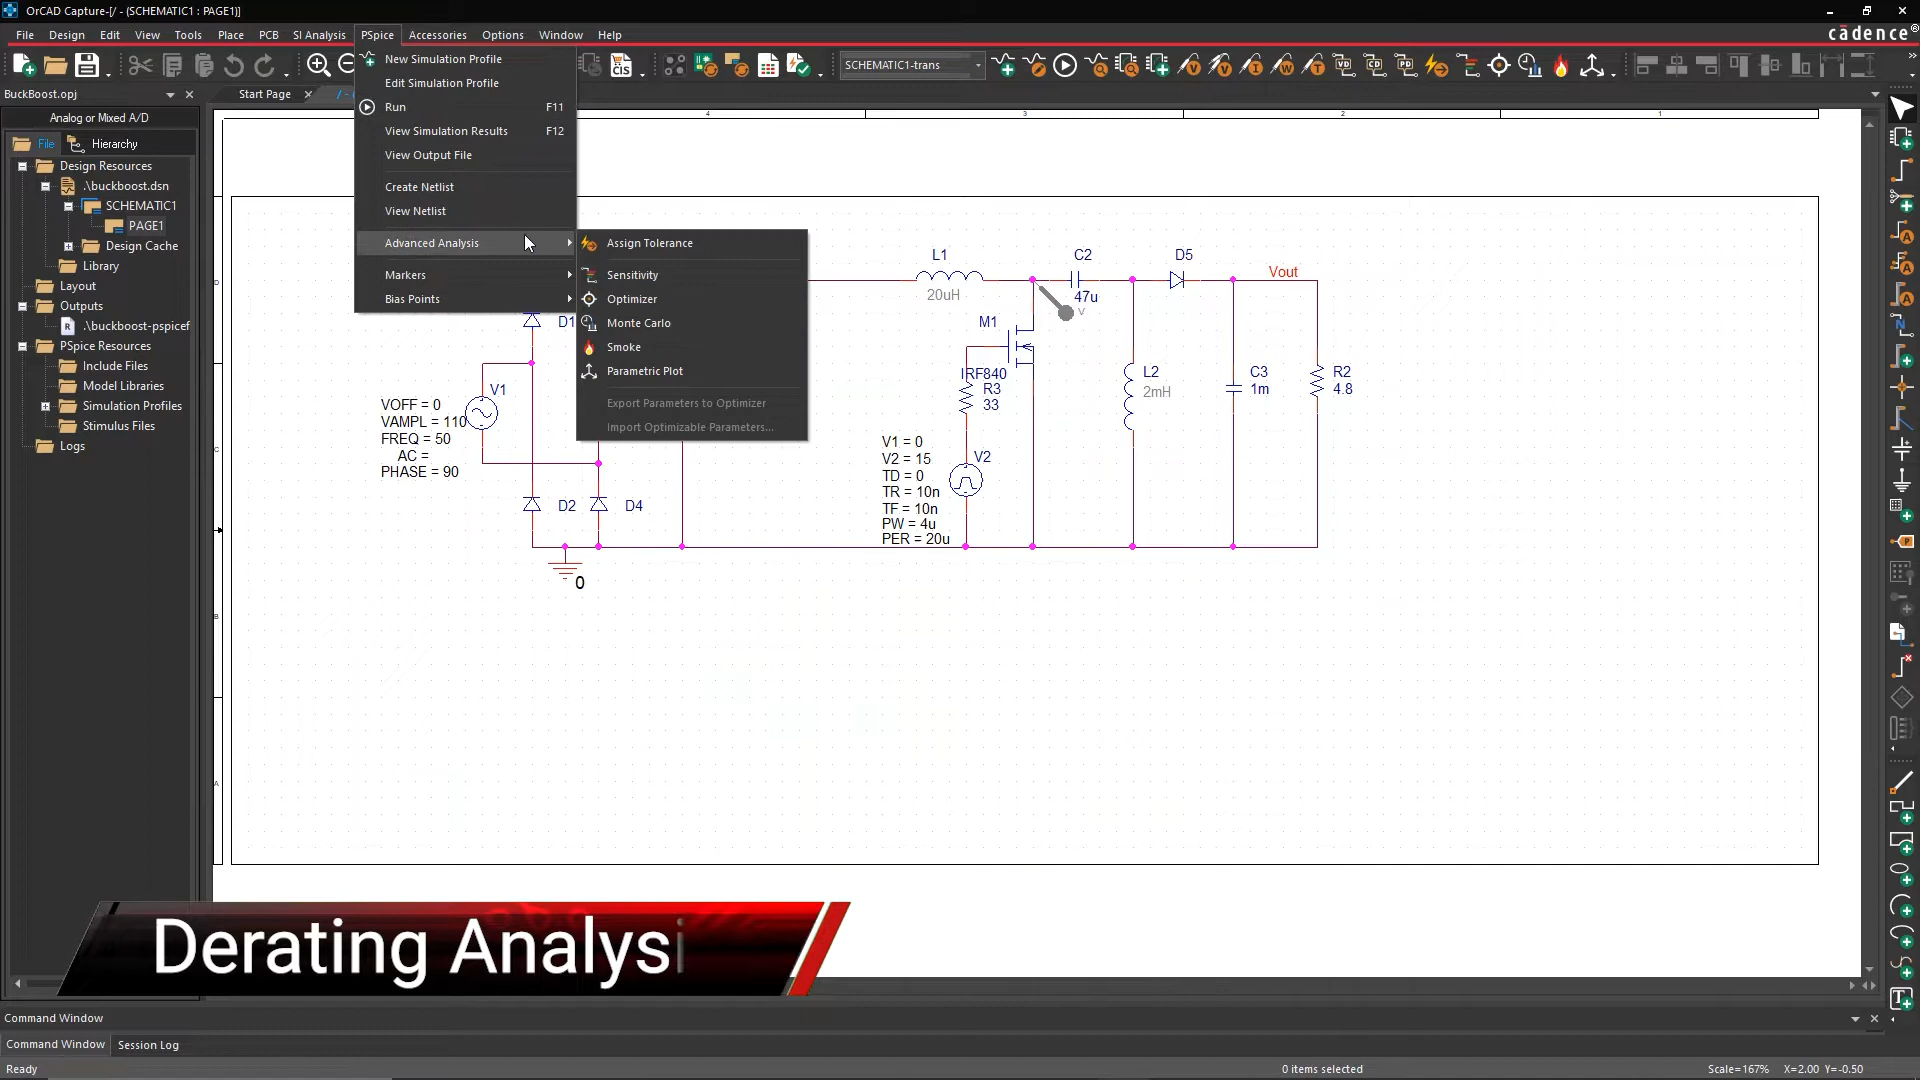 OrCAD Capture-[/ - (SCHEMATIC1 : PAGE1)]
File Design Edit View Tools Place PCB SI Analysis PSpice Accessories Options Window Help
cādence®
SCHEMATIC1-trans
BuckBoost.opj
Start Page
Analog or Mixed A/D
File
Hierarchy
Design Resources
.\buckboost.dsn
SCHEMATIC1
PAGE1
Design Cache
Library
Layout
Outputs
.\buckboost-pspicef
PSpice Resources
Include Files
Model Libraries
Simulation Profiles
Stimulus Files
Logs
New Simulation Profile
Edit Simulation Profile
Run F11
View Simulation Results F12
View Output File
Create Netlist
View Netlist
Advanced Analysis
Markers
Bias Points
Assign Tolerance
Sensitivity
Optimizer
Monte Carlo
Smoke
Parametric Plot
Export Parameters to Optimizer
Import Optimizable Parameters...
4
3
2
1
D
C
B
A
L1
20uH
C2
47u
D5
Vout
V
M1
IRF840
R3
33
L2
2mH
C3
1m
R2
4.8
D1
V1
VOFF = 0
VAMPL = 110
FREQ = 50
AC =
PHASE = 90
D2
D4
V1 = 0
V2 = 15
TD = 0
TR = 10n
TF = 10n
PW = 4u
PER = 20u
V2
0
Derating Analysi
Command Window
Command Window
Session Log
Ready
0 items selected
Scale=167%
X=2.00 Y=-0.50